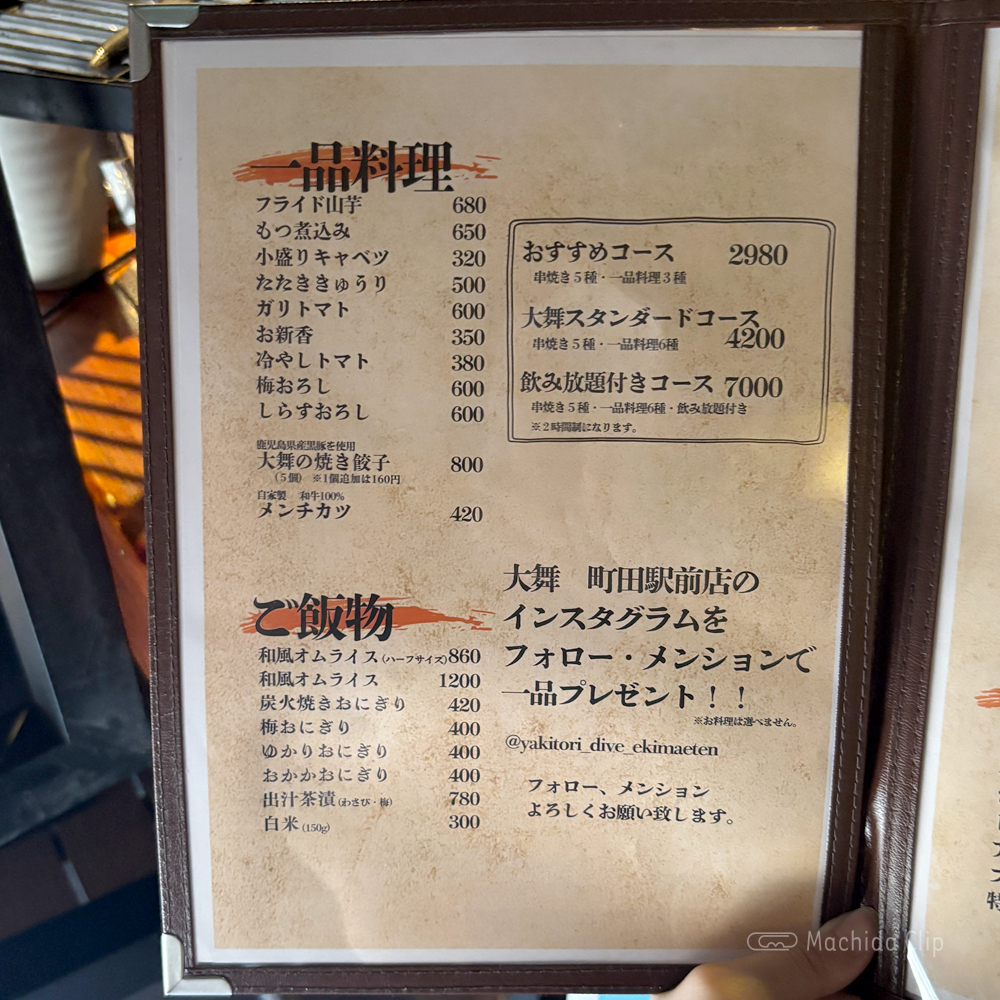 一品料理
フライド山芋 680
もつ煮込み 650
小盛りキャベツ 320
たたききゅうり 500
ガリトマト 600
お新香 350
冷やしトマト 380
梅おろし 600
しらすおろし 600
鹿児島県産黒豚を使用
大舞の焼き餃子 800
(5個) ※1個追加は160円
自家製 和牛100%
メンチカツ 420
ご飯物
和風オムライス(ハーフサイズ)860
和風オムライス 1200
炭火焼きおにぎり 420
梅おにぎり 400
ゆかりおにぎり 400
おかかおにぎり 400
出汁茶漬(わさび・梅) 780
白米(150g) 300
おすすめコース 2980
串焼き5種・一品料理3種
大舞スタンダードコース
串焼き5種・一品料理6種 4200
飲み放題付きコース 7000
串焼き5種・一品料理6種・飲み放題付き
※2時間制になります。
大舞 町田駅前店の
インスタグラムを
フォロー・メンションで
一品プレゼント！！
※お料理は選べません。
@yakitori_dive_ekimaeten
フォロー、メンション
よろしくお願い致します。
Machida Clip